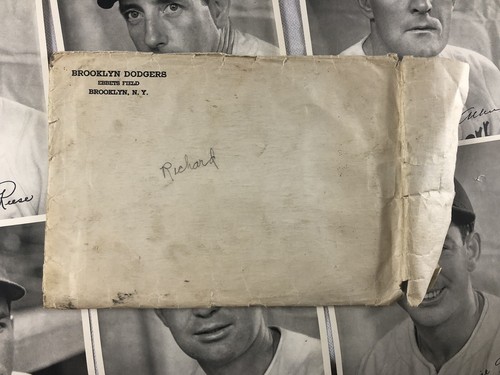 BROOKLYN DODGERS
EBBETS FIELD
BROOKLYN, N. Y.
Richard
Reese